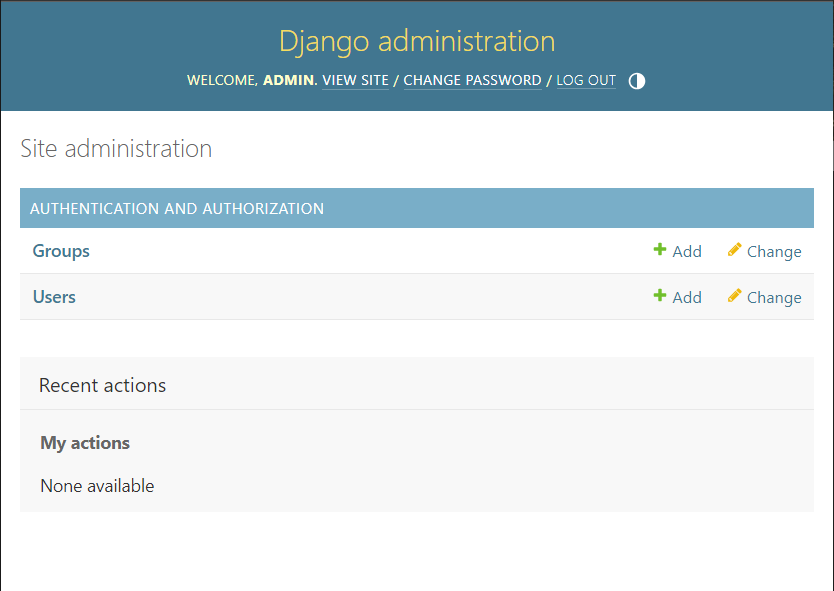 Django administration
WELCOME, ADMIN. VIEW SITE / CHANGE PASSWORD / LOG OUT
Site administration
AUTHENTICATION AND AUTHORIZATION
Groups Add Change
Users Add Change
Recent actions
My actions
None available